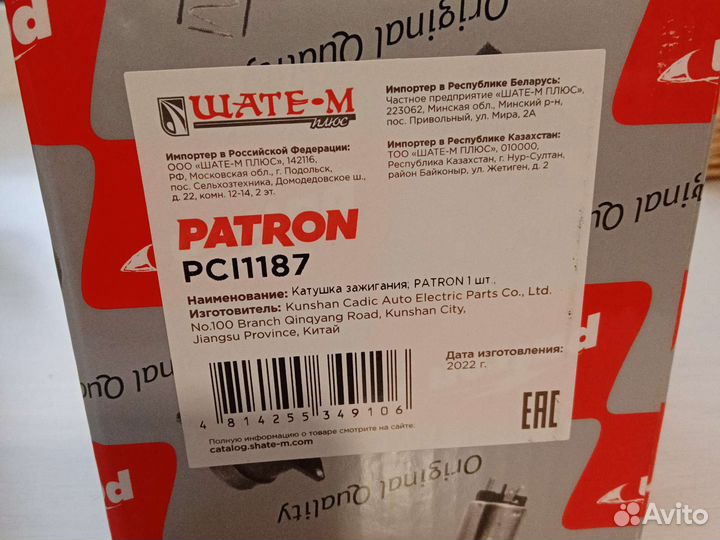 Original Quality
ШАТЕ-М
ПЛЮС
Импортер в Российской Федерации:
ООО «ШАТЕ-М ПЛЮС», 142116,
РФ, Московская обл., г. Подольск,
пос. Сельхозтехника, Домодедовское ш.,
д. 22, комн. 12-14, 2 эт.
Импортер в Республике Беларусь:
Частное предприятие «ШАТЕ-М ПЛЮС»,
223062, Минская обл., Минский р-н,
пос. Привольный, ул. Мира, 2А
Импортер в Республике Казахстан:
ТОО «ШАТЕ-М ПЛЮС», 010000,
Республика Казахстан, г. Нур-Султан,
район Байконыр, ул. Жетиген, д. 2
PATRON
PCI1187
Наименование: Катушка зажигания; PATRON 1 шт.,
Изготовитель: Kunshan Cadic Auto Electric Parts Co., Ltd.
No.100 Branch Qinqyang Road, Kunshan City,
Jiangsu Province, Китай
Дата изготовления:
2022 г.
4 814255 349106
EAC
Полную информацию о товаре смотрите на сайте:
catalog.shate-m.com
Original Quality
Original Qu
inal Qua
Original Quality
d
d
Avito